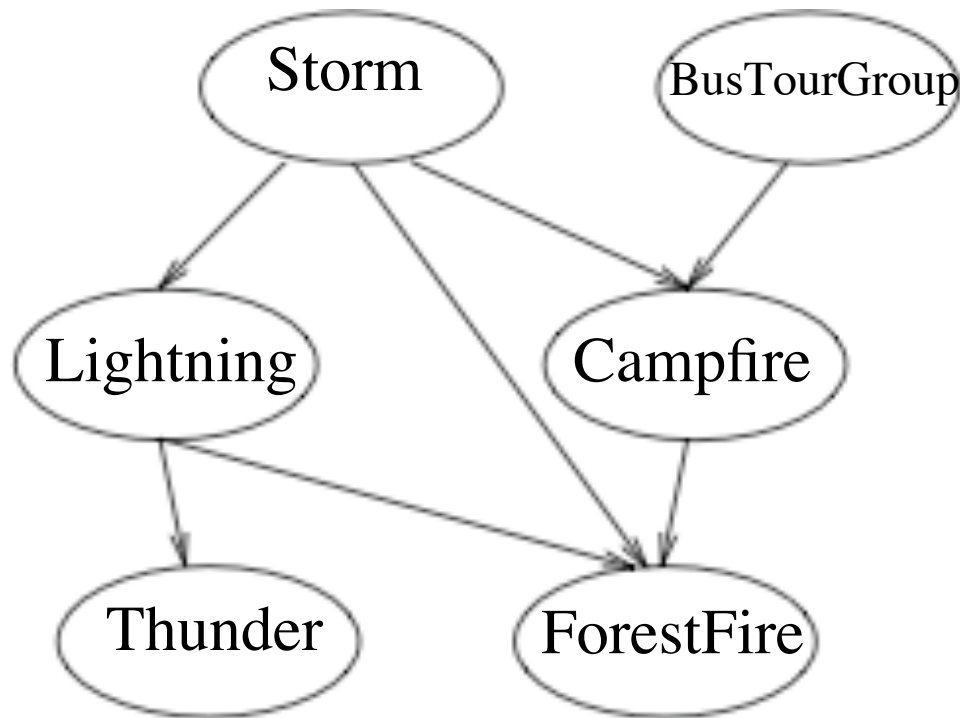 Storm
BusTourGroup
Lightning
Campfire
Thunder
ForestFire